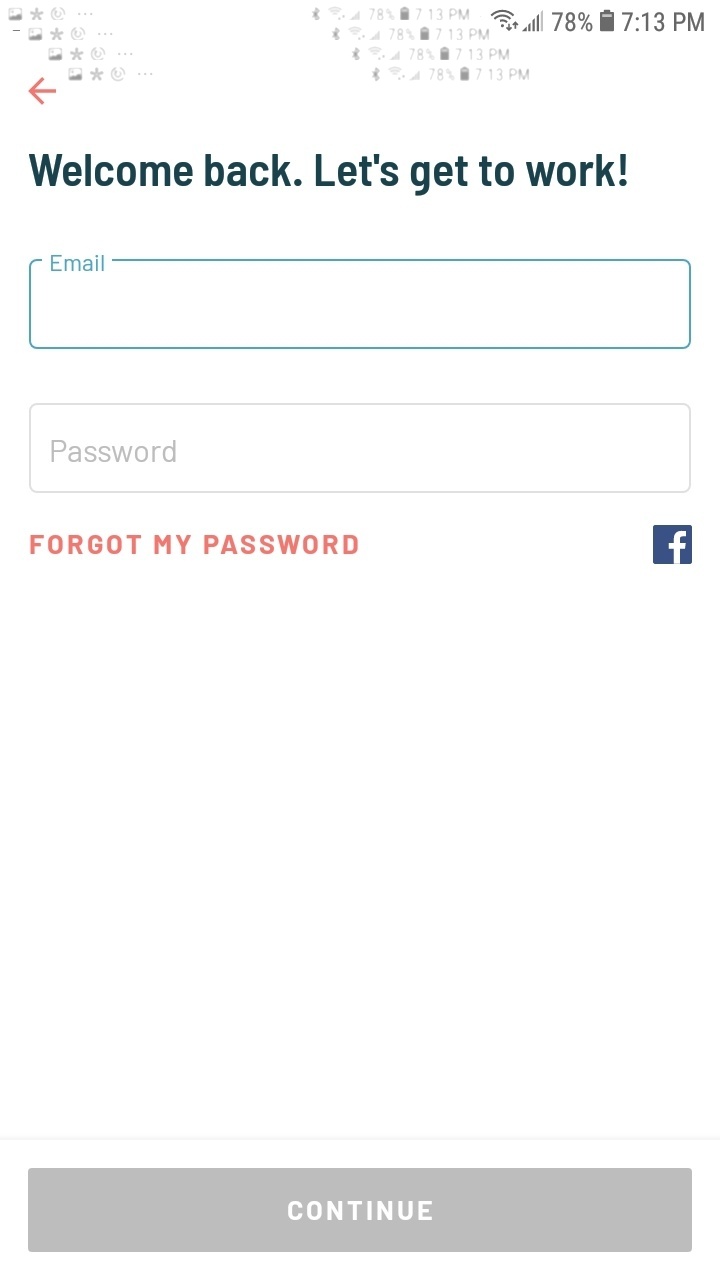 78% 7 13 PM
78% 7:13 PM
78% 7 13 PM
78% 7 13 PM
78% 7 13 PM
Welcome back. Let's get to work!
Email
Password
FORGOT MY PASSWORD
CONTINUE